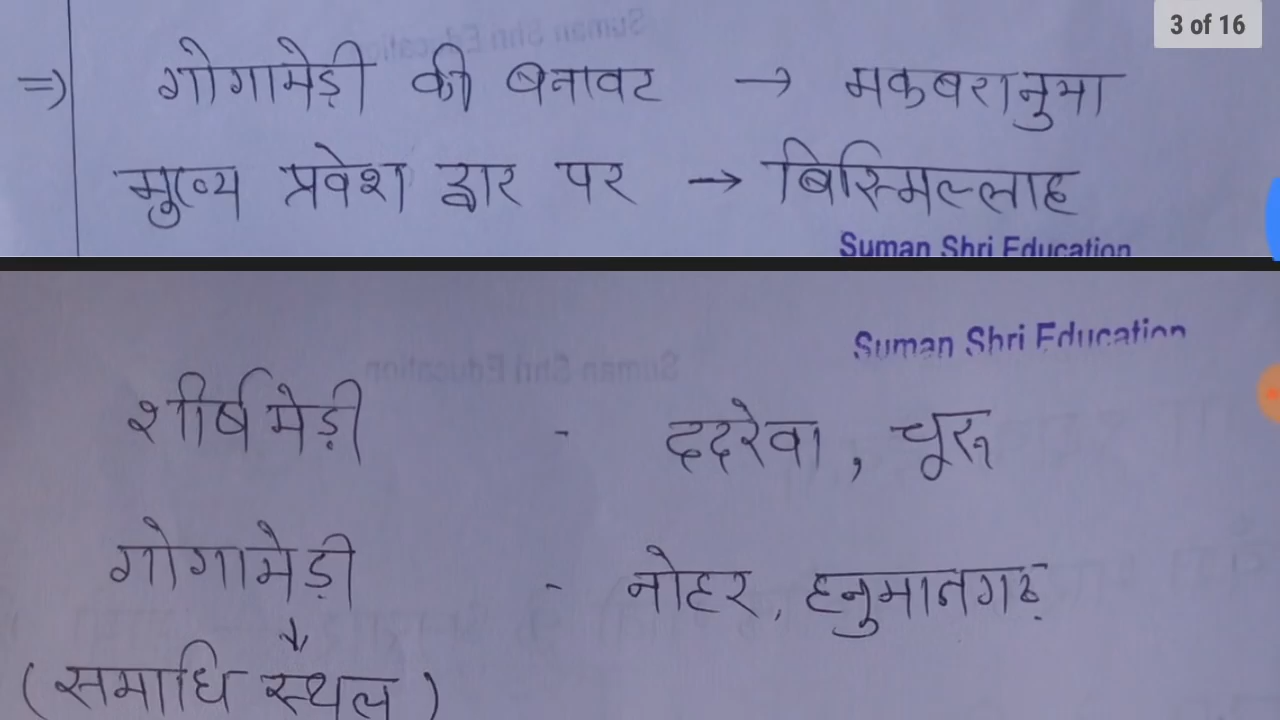 3 of 16
=> गोगामेड़ी की बनावट → मकबरानुमा
मुख्य प्रवेश द्वार पर → बिस्मिल्लाह
Suman Shri Education
Suman Shri Education
शीर्षमेड़ी - ददरेवा, चूरू
गोगामेड़ी - नोहर, हनुमानगढ़
↓
(समाधि स्थल)